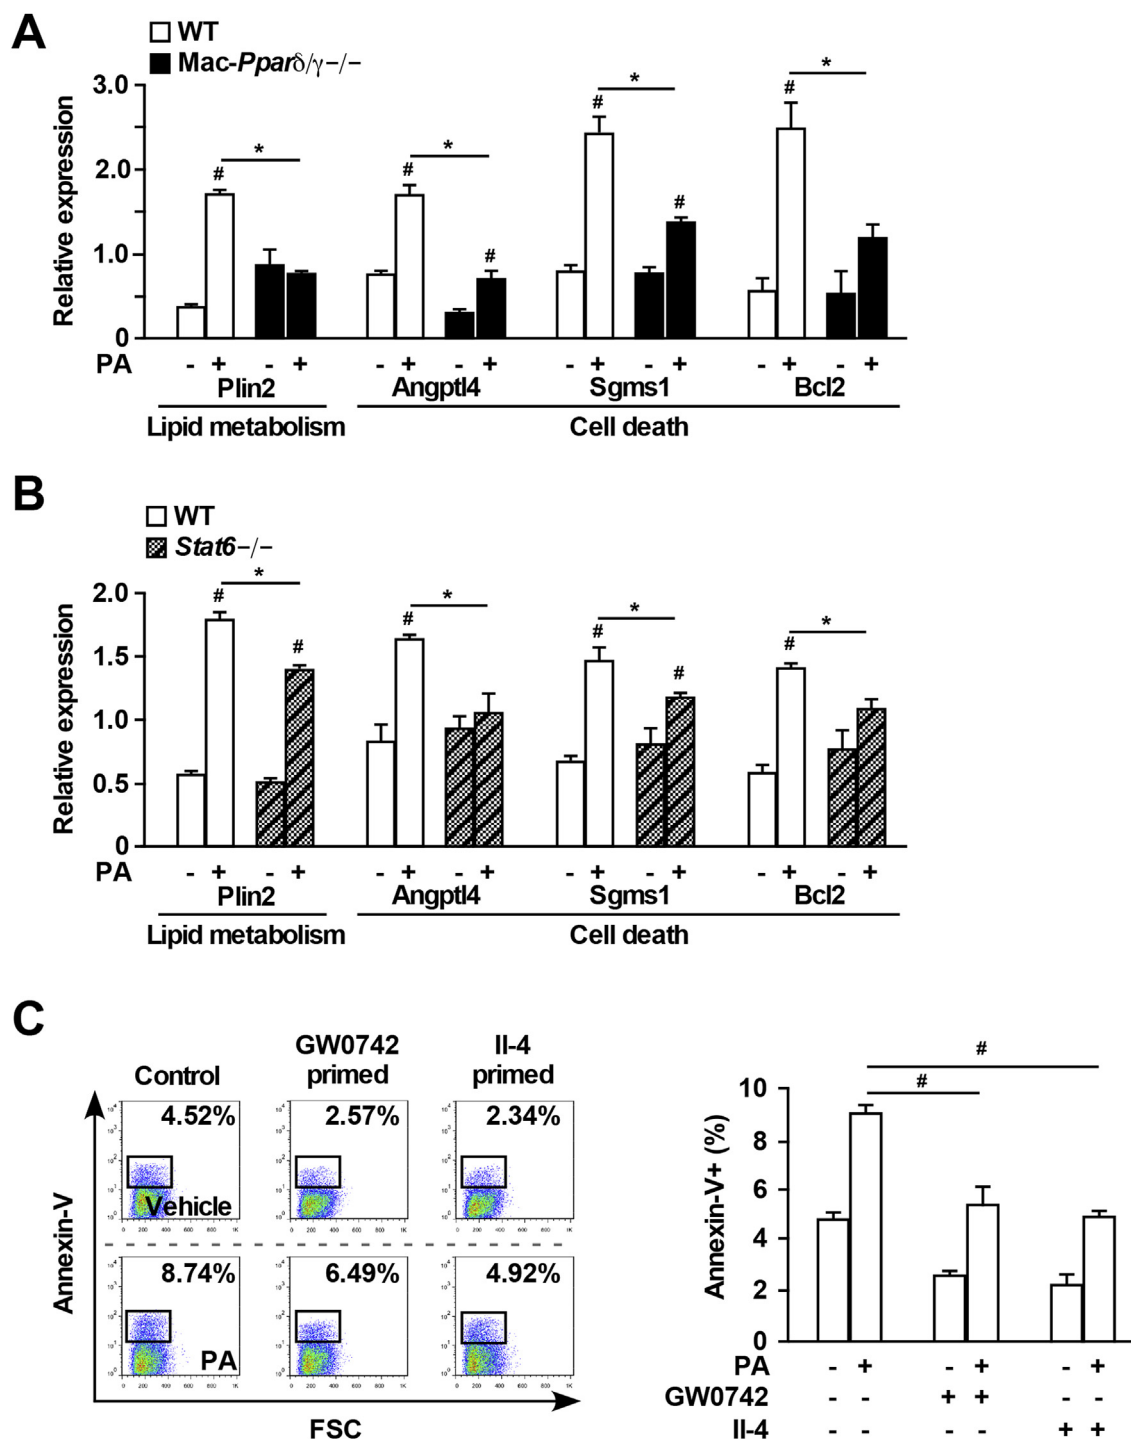 A
WT
Mac-Pparδ/γ−/−
Relative expression
3.0
2.0
1.0
0
* * * *
# # # # # #
PA - + - + - + - + - + - + - + - +
Plin2 Angptl4 Sgms1 Bcl2
Lipid metabolism Cell death
B
WT
Stat6−/−
Relative expression
2.0
1.5
1.0
0.5
0
* * * *
# # # # # #
PA - + - + - + - + - + - + - + - +
Plin2 Angptl4 Sgms1 Bcl2
Lipid metabolism Cell death
C
Control GW0742 primed Il-4 primed
4.52% 2.57% 2.34%
Vehicle
8.74% 6.49% 4.92%
PA
Annexin-V
FSC
#
#
Annexin-V+ (%)
10
8
6
4
2
0
PA - + - + - +
GW0742 - - + + - -
Il-4 - - - - + +